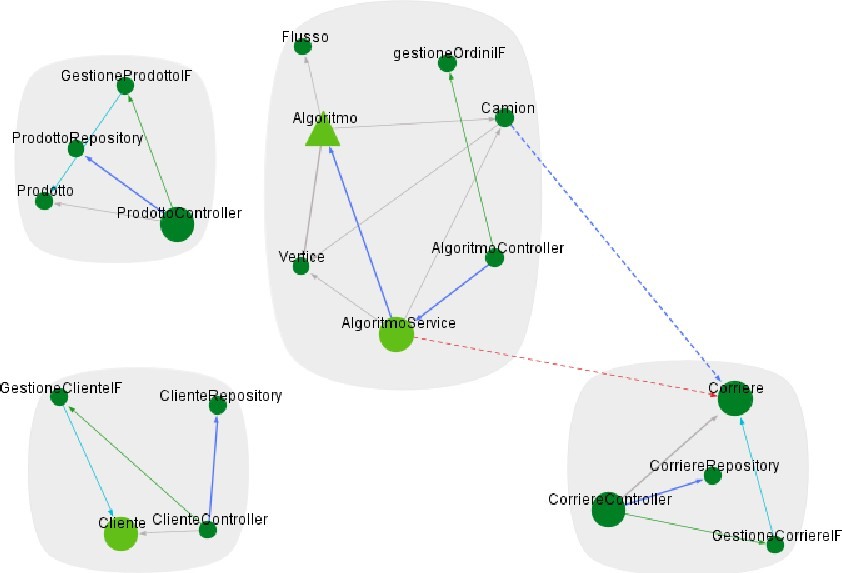 Flusso
gestioneOrdiniIF
GestioneProdottoIF
Camion
Algoritmo
ProdottoRepository
Prodotto
ProdottoController
AlgoritmoController
Vertice
AlgoritmoService
GestioneClienteIF
ClienteRepository
Corriere
CorriereRepository
CorriereController
Cliente
ClienteController
GestioneCorriereIF